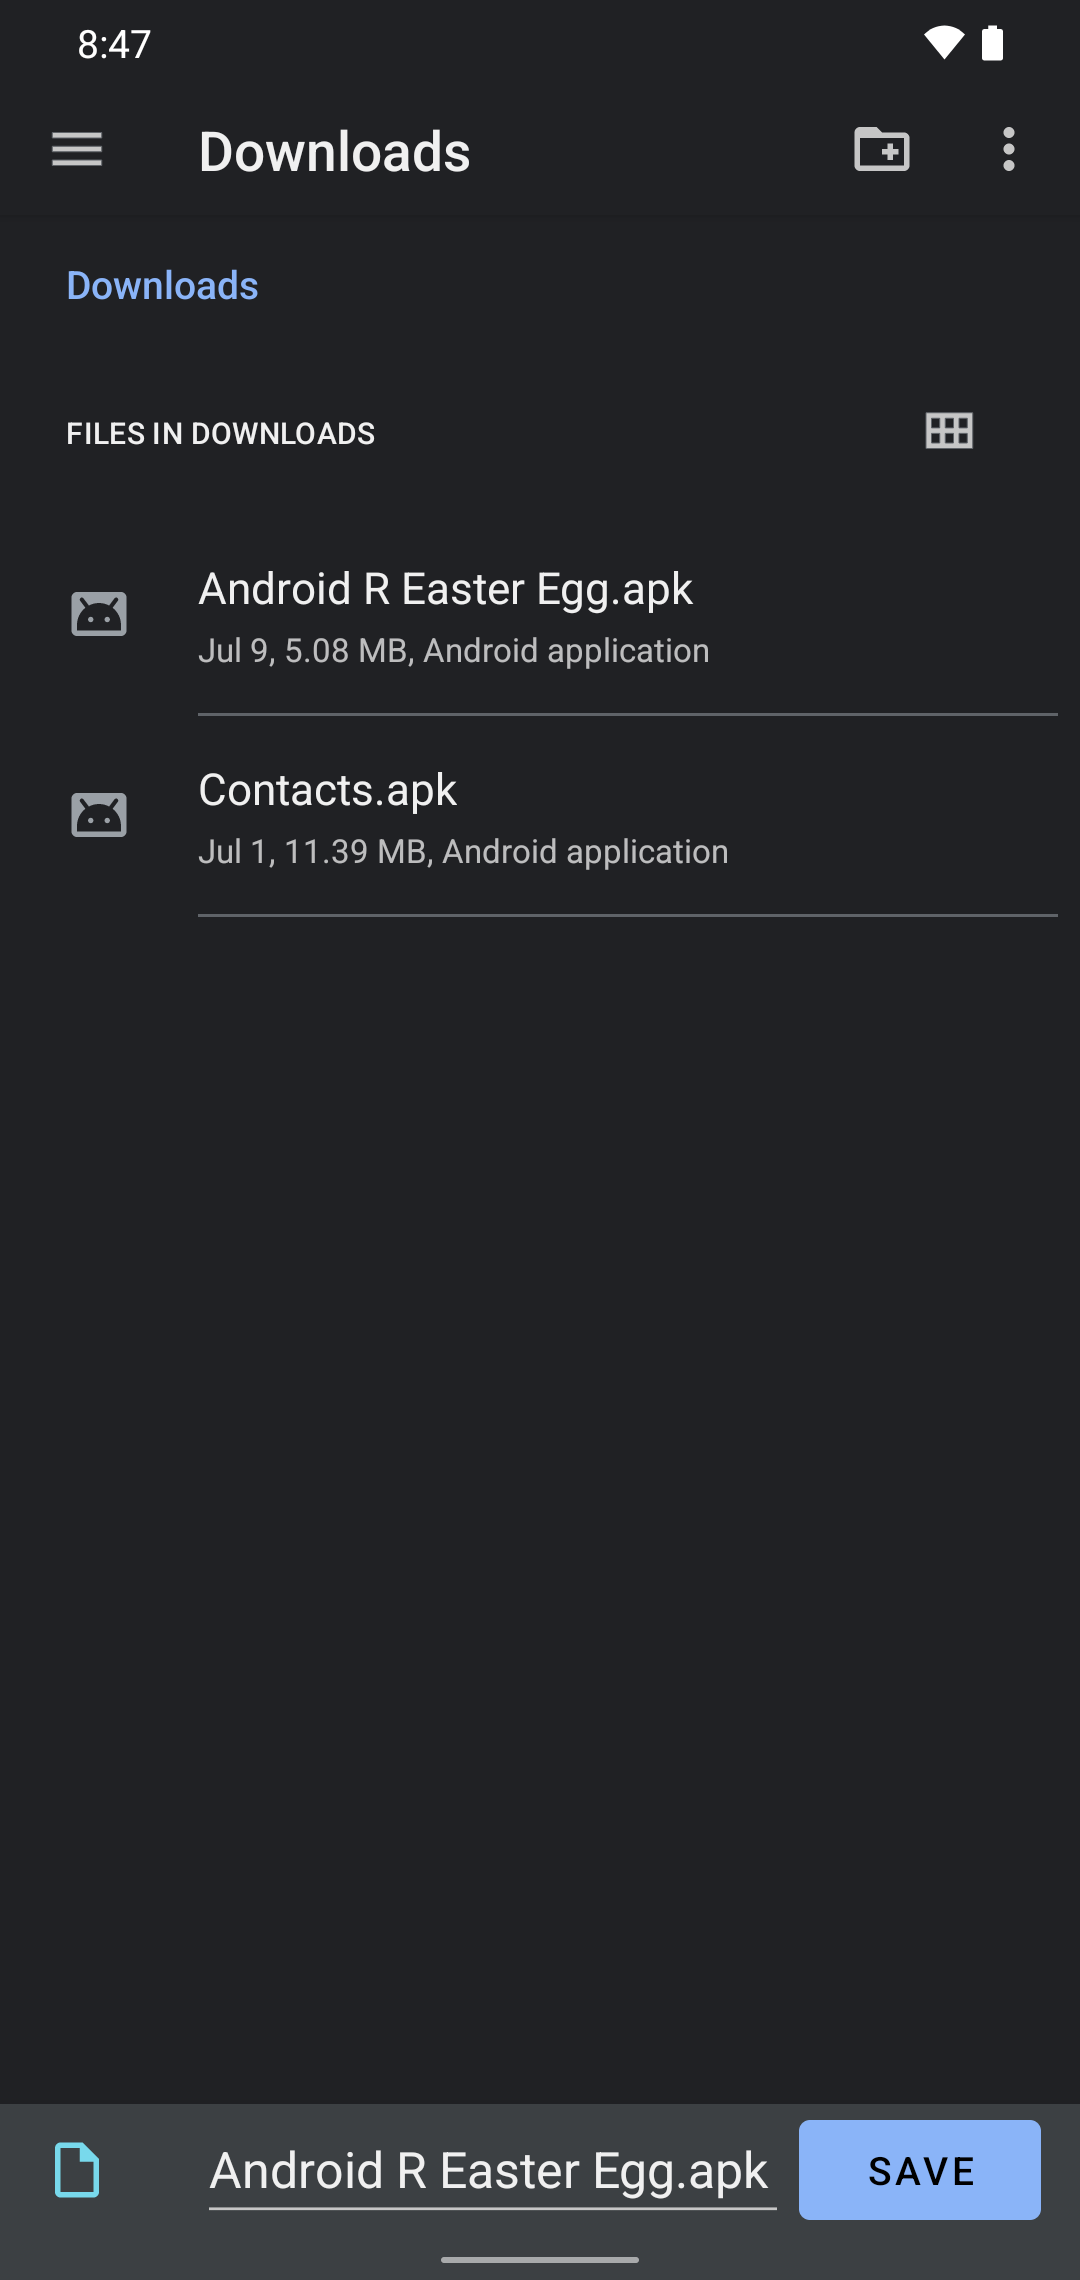 8:47
Downloads
Downloads
FILES IN DOWNLOADS
Android R Easter Egg.apk
Jul 9, 5.08 MB, Android application
Contacts.apk
Jul 1, 11.39 MB, Android application
Android R Easter Egg.apk
SAVE